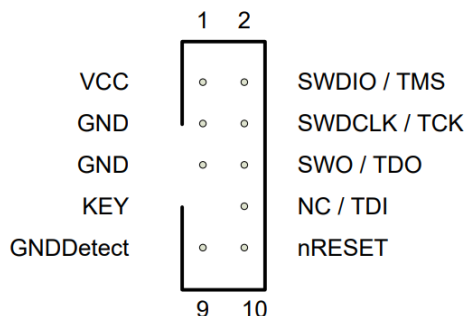 1 2
VCC SWDIO / TMS
GND SWDCLK / TCK
GND SWO / TDO
KEY NC / TDI
GNDDetect nRESET
9 10